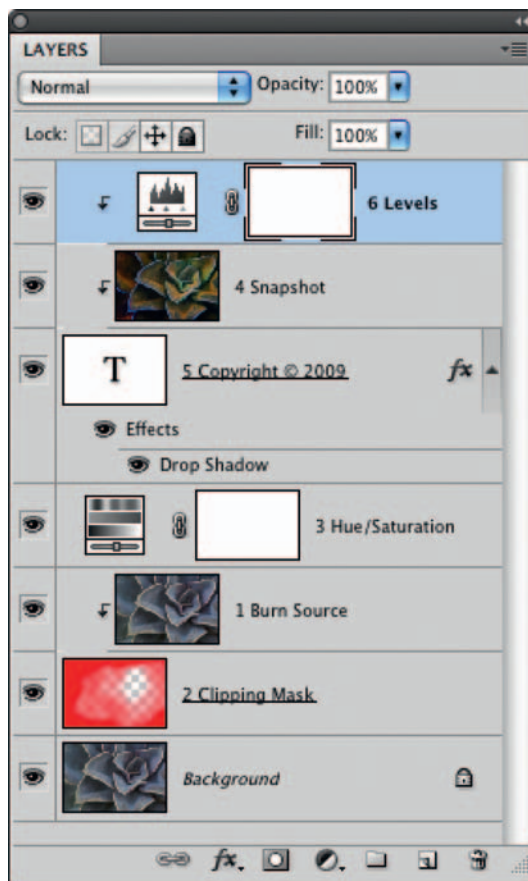 LAYERS
Normal Opacity: 100%
Lock: Fill: 100%
6 Levels
4 Snapshot
T 5 Copyright © 2009 fx
Effects
Drop Shadow
3 Hue/Saturation
1 Burn Source
2 Clipping Mask
Background
fx.